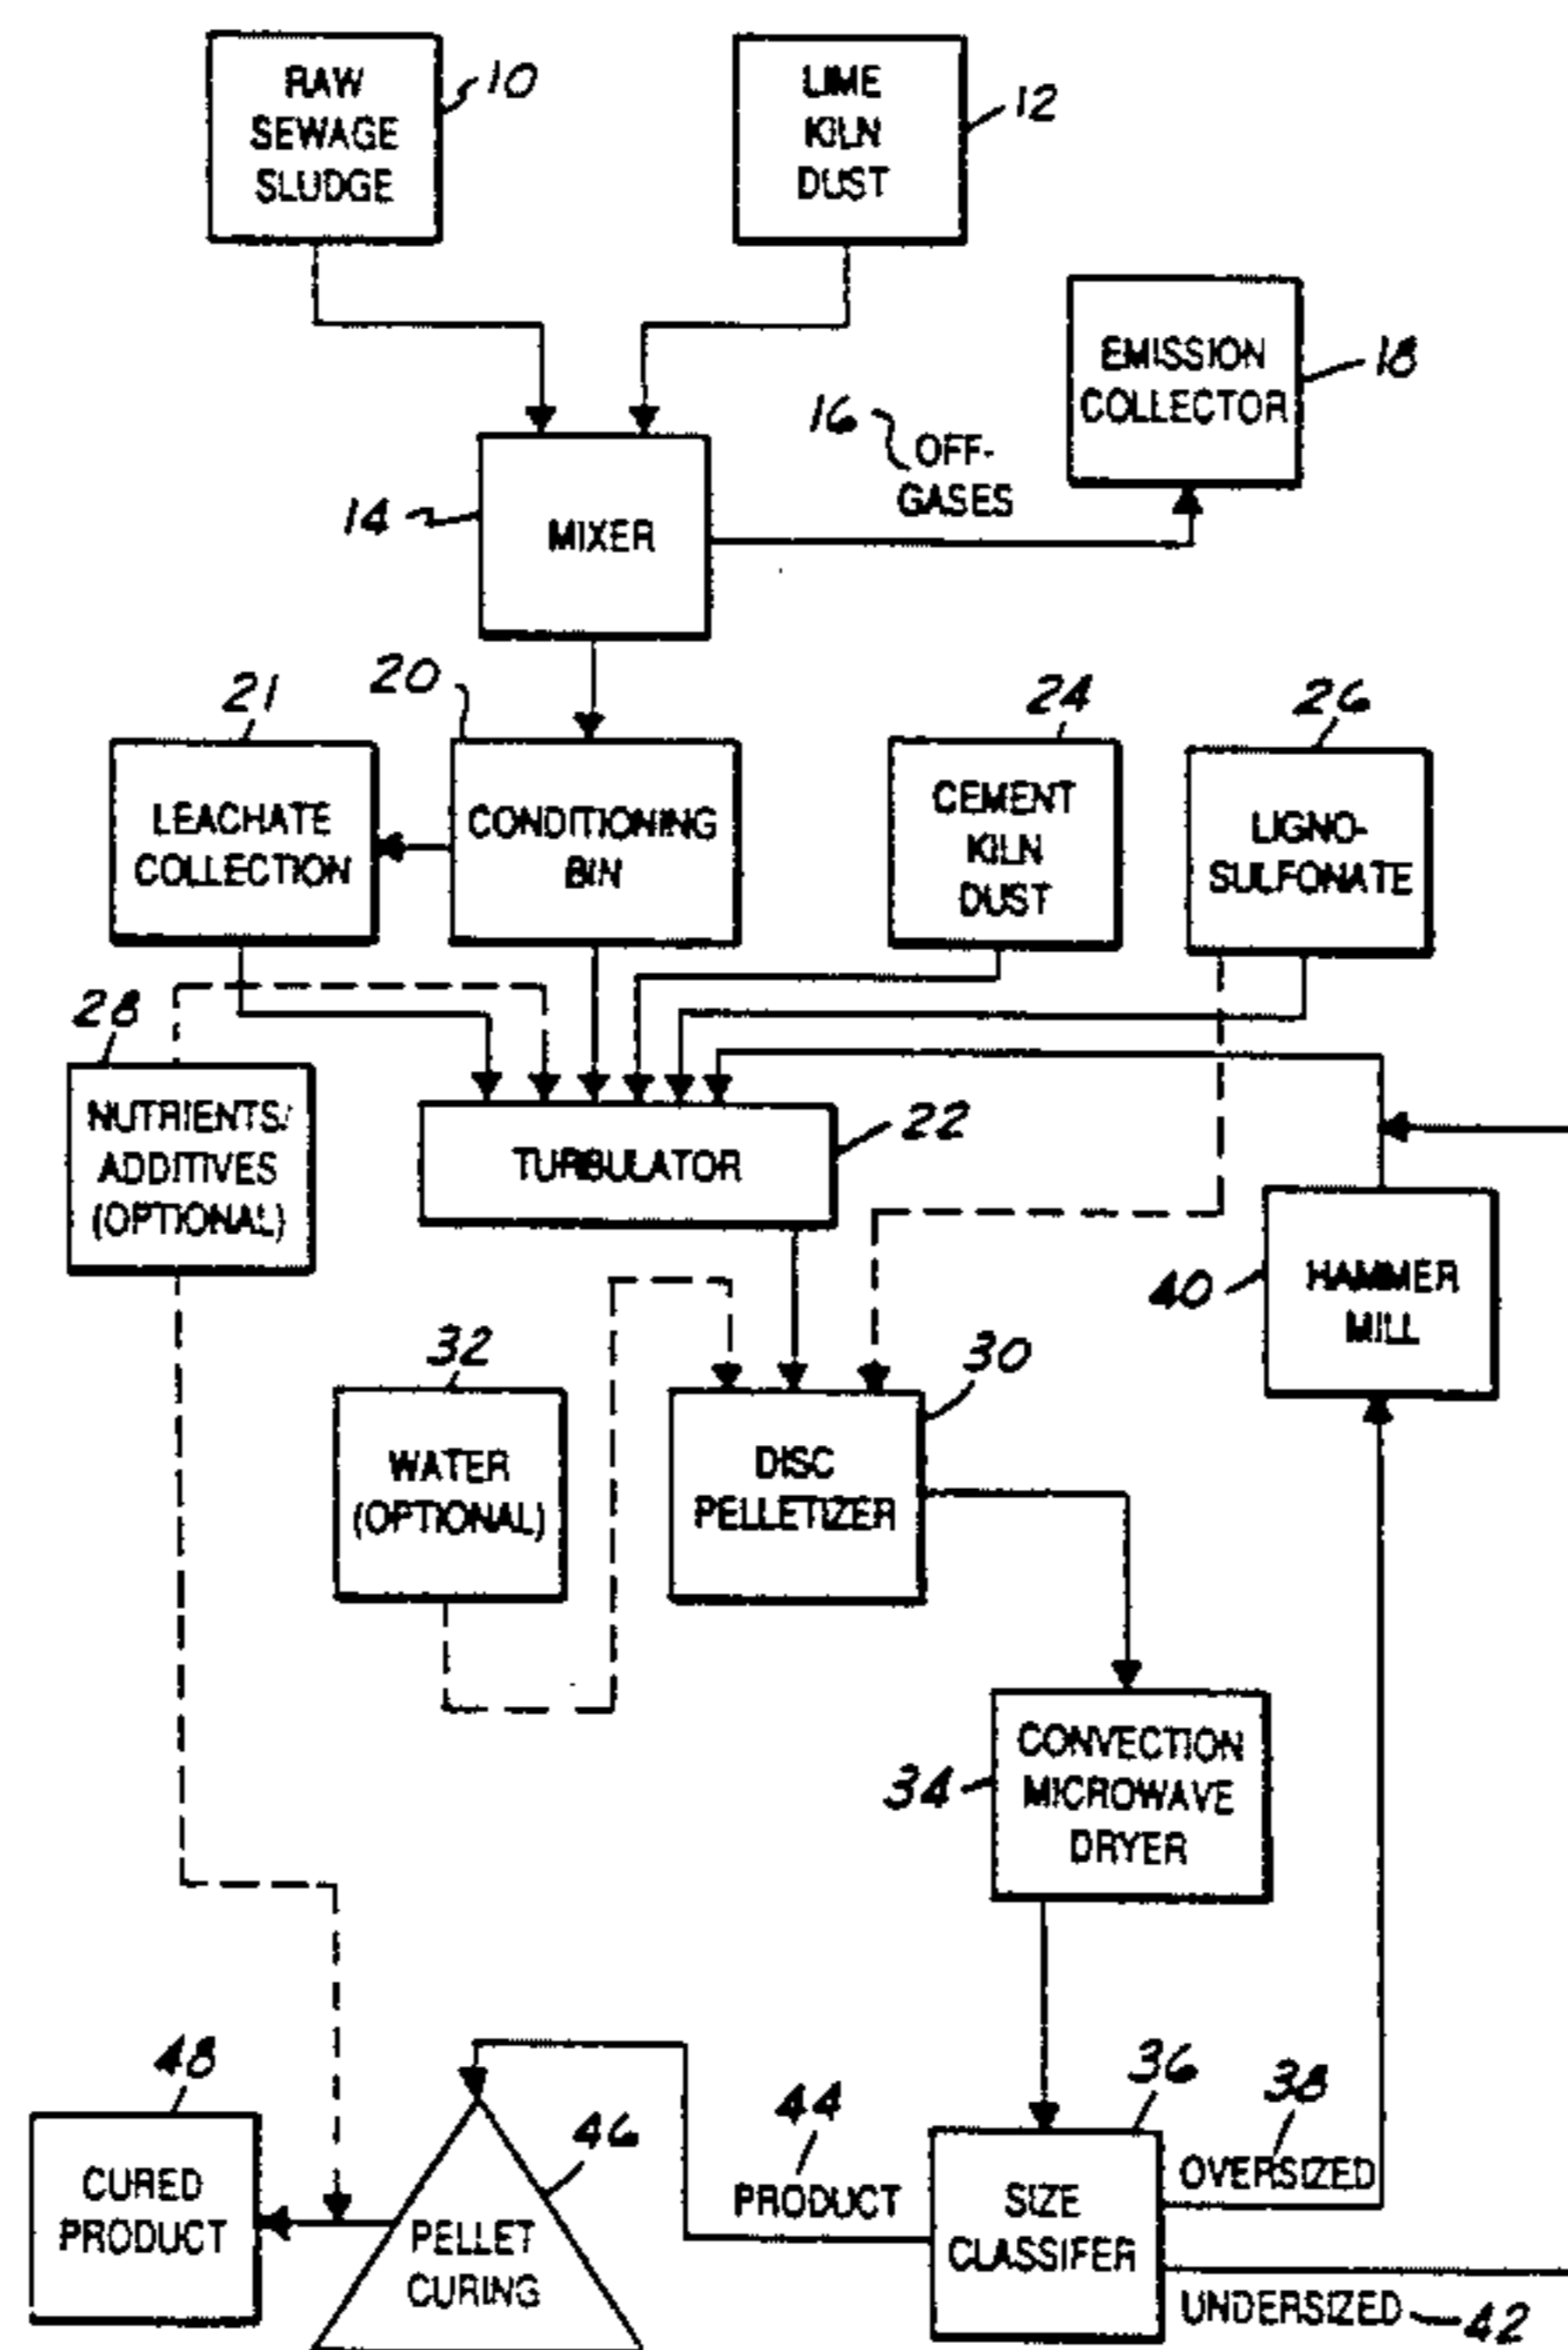 RAW
SEWAGE
SLUDGE
10
LIME
KILN
DUST
12
EMISSION
COLLECTOR
18
16
OFF-
GASES
14
MIXER
21
20
24
26
LEACHATE
COLLECTION
CONDITIONING
BIN
CEMENT
KILN
DUST
LIGNO-
SULFONATE
28
NUTRIENTS/
ADDITIVES
(OPTIONAL)
TURBULATOR
22
40
HAMMER
MILL
32
WATER
(OPTIONAL)
30
DISC
PELLETIZER
34
CONVECTION
MICROWAVE
DRYER
48
CURED
PRODUCT
46
PELLET
CURING
44
PRODUCT
36
SIZE
CLASSIFER
38
OVERSIZED
UNDERSIZED 42